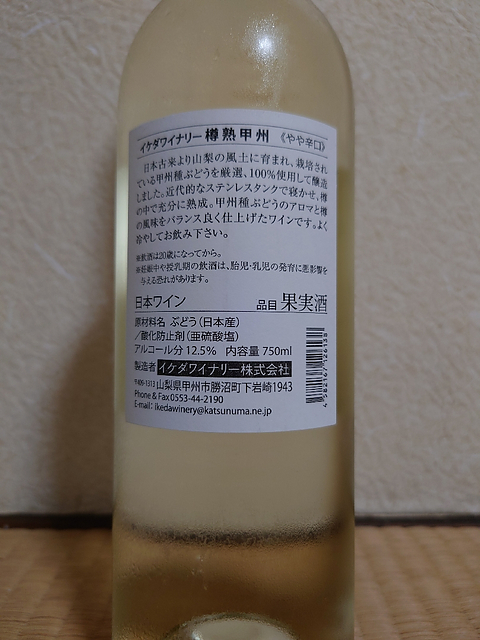 イケダワイナリー 樽熟甲州 《やや辛口》
日本古来より山梨の風土に育まれ、栽培され
ている甲州種ぶどうを厳選、100%使用して醸造
しました。近代的なステンレスタンクで寝かせ、樽
の中で充分に熟成。甲州種ぶどうのアロマと樽
の風味をバランス良く仕上げたワインです。よく
冷やしてお飲み下さい。
※飲酒は20歳になってから。
※妊娠中や授乳期の飲酒は、胎児・乳児の発育に悪影響を
与える恐れがあります。
日本ワイン 品目 果実酒
原材料名 ぶどう(日本産)
/酸化防止剤(亜硫酸塩)
アルコール分 12.5% 内容量 750ml
製造者 イケダワイナリー株式会社
〒409-1313 山梨県甲州市勝沼町下岩崎1943
Phone & Fax 0553-44-2190
E-mail: ikedawinery@katsunuma.ne.jp
4 582167 126138